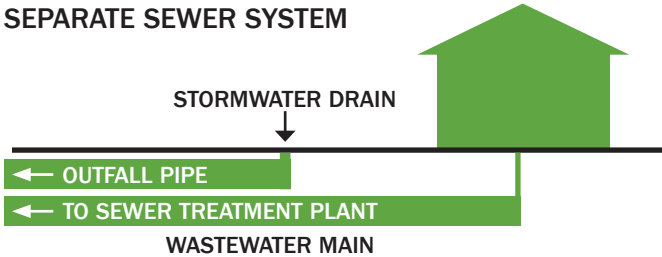 SEPARATE SEWER SYSTEM
STORMWATER DRAIN
OUTFALL PIPE
TO SEWER TREATMENT PLANT
WASTEWATER MAIN